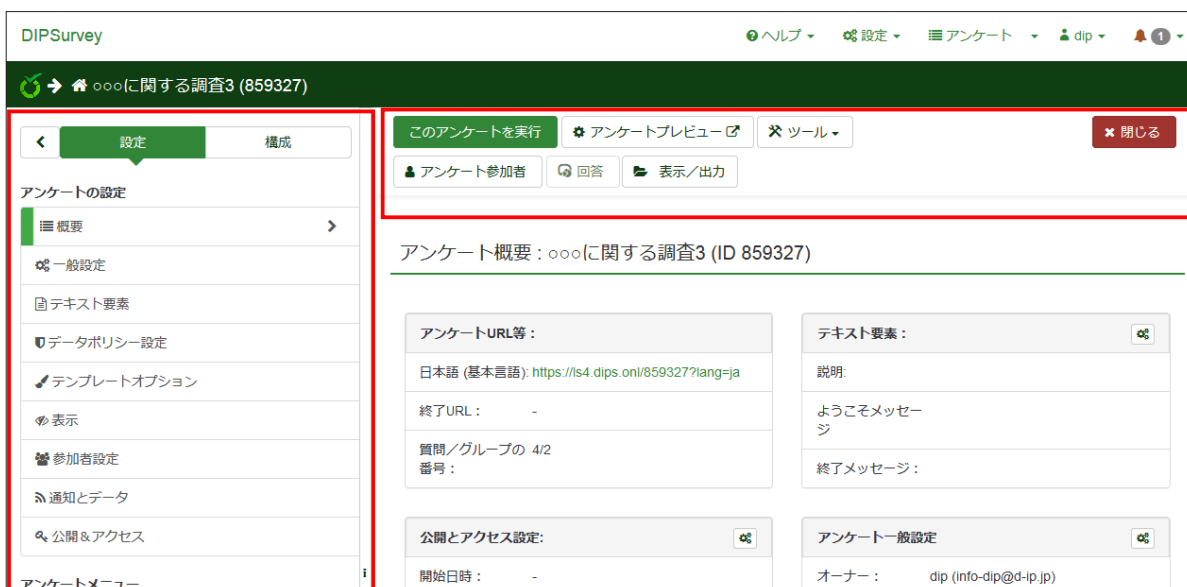 DIPSurvey
ヘルプ 設定 アンケート dip 1
○○○に関する調査3 (859327)
設定 構成
アンケートの設定
概要
一般設定
テキスト要素
データポリシー設定
テンプレートオプション
表示
参加者設定
通知とデータ
公開&アクセス
アンケートメニュー
このアンケートを実行 アンケートプレビュー ツール 閉じる
アンケート参加者 回答 表示／出力
アンケート概要 : ○○○に関する調査3 (ID 859327)
アンケートURL等：
日本語 (基本言語): https://ls4.dips.onl/859327?lang=ja
終了URL： -
質問／グループの 4/2
番号：
テキスト要素：
説明:
ようこそメッセー
ジ
終了メッセージ：
公開とアクセス設定:
開始日時： -
アンケート一般設定
オーナー： dip (info-dip@d-ip.jp)